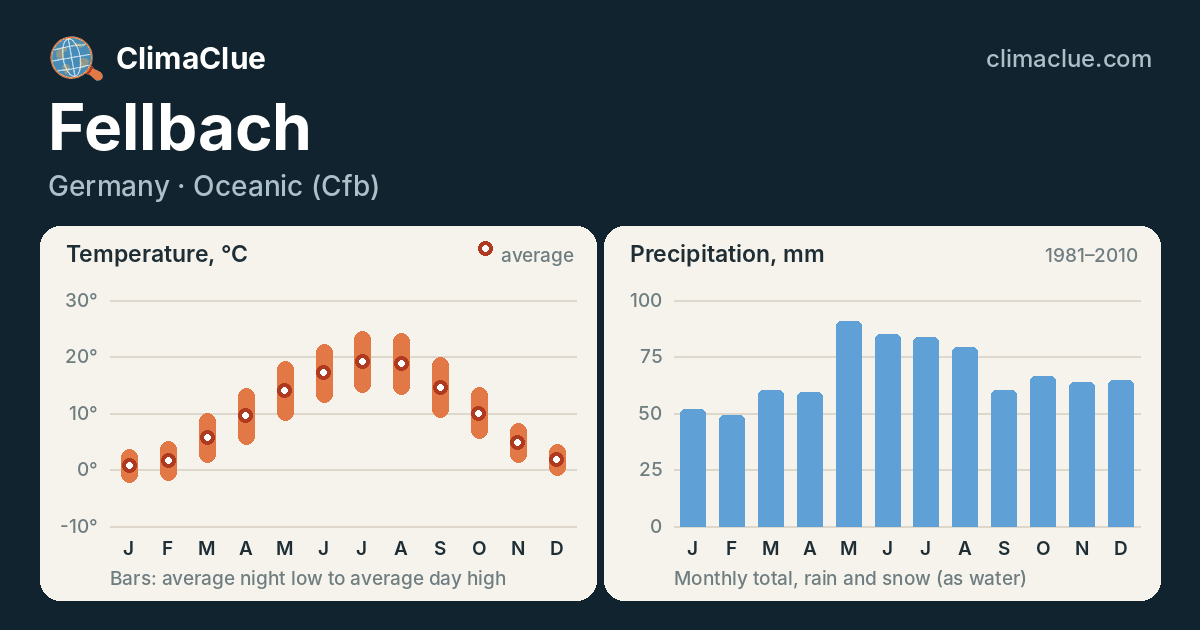 ClimaClue
climaclue.com
Fellbach
Germany · Oceanic (Cfb)
Temperature, °C
average
30°
20°
10°
0°
-10°
J F M A M J J A S O N D
Bars: average night low to average day high
Precipitation, mm
1981–2010
100
75
50
25
0
J F M A M J J A S O N D
Monthly total, rain and snow (as water)